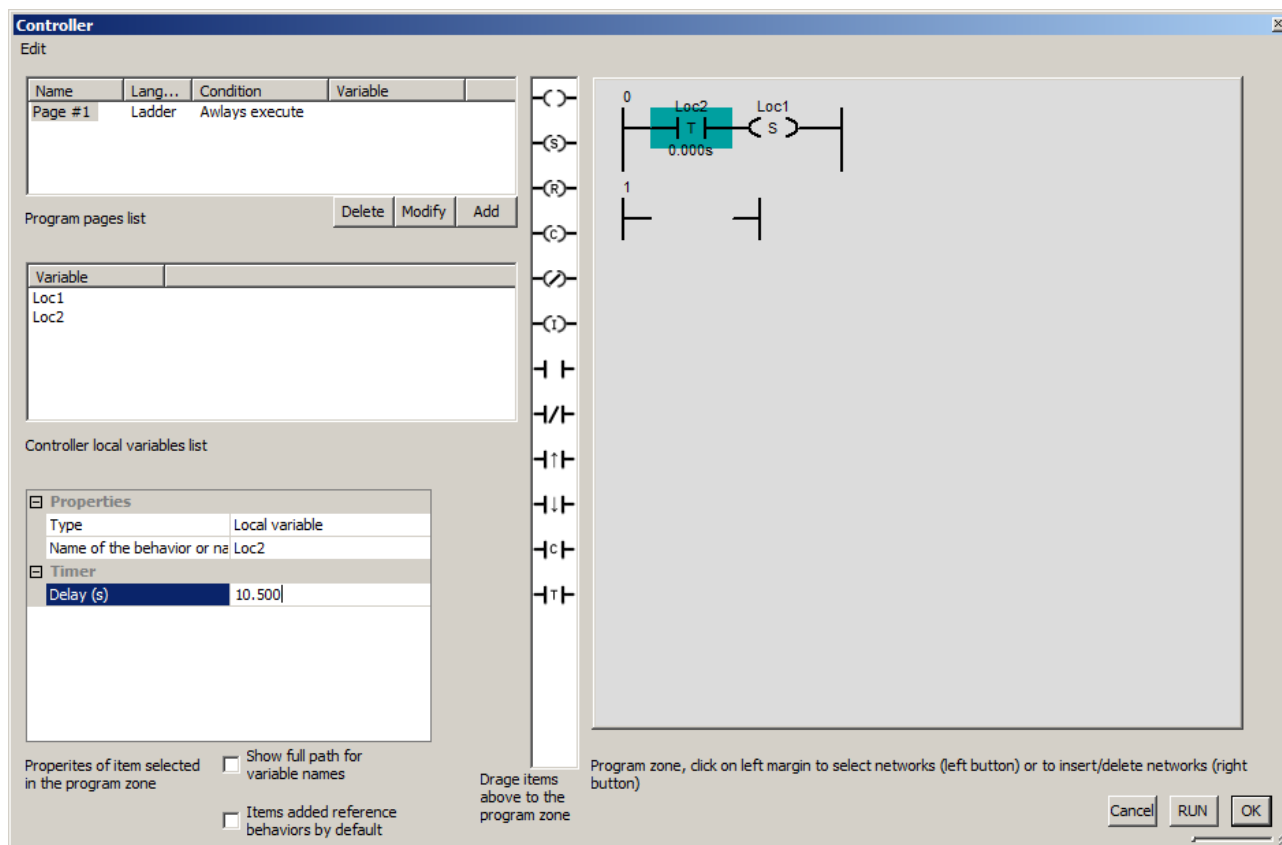 Controller
Edit
Name Lang... Condition Variable
Page #1 Ladder Awlays execute
Program pages list
Delete Modify Add
Variable
Loc1
Loc2
Controller local variables list
Properties
Type Local variable
Name of the behavior or na Loc2
Timer
Delay (s) 10.500
Properites of item selected
in the program zone
Show full path for
variable names
Items added reference
behaviors by default
( )
(S)
(R)
(C)
(/)
(I)
/
↑
↓
C
T
Drage items
above to the
program zone
0
Loc2 Loc1
T S
0.000s
1
Program zone, click on left margin to select networks (left button) or to insert/delete networks (right
button)
Cancel RUN OK